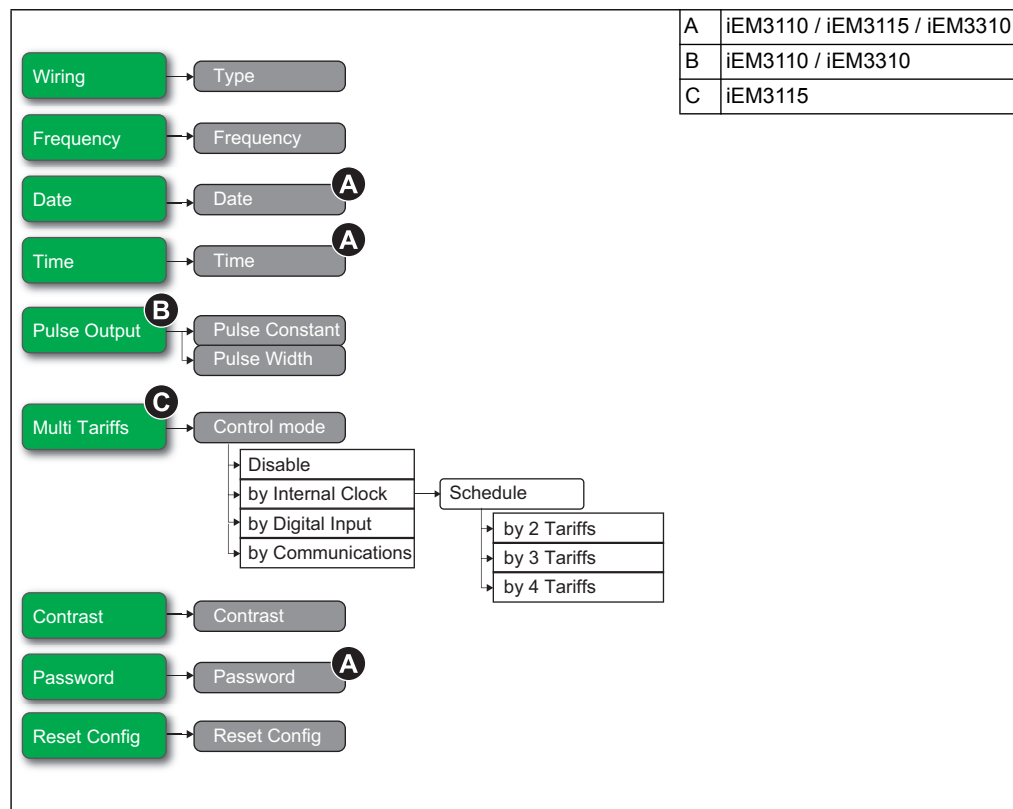 A iEM3110 / iEM3115 / iEM3310
B iEM3110 / iEM3310
C iEM3115
Wiring Type
Frequency Frequency
Date Date A
Time Time A
Pulse Output B Pulse Constant
Pulse Width
Multi Tariffs C Control mode
Disable
by Internal Clock Schedule
by Digital Input by 2 Tariffs
by Communications by 3 Tariffs
by 4 Tariffs
Contrast Contrast
Password Password A
Reset Config Reset Config